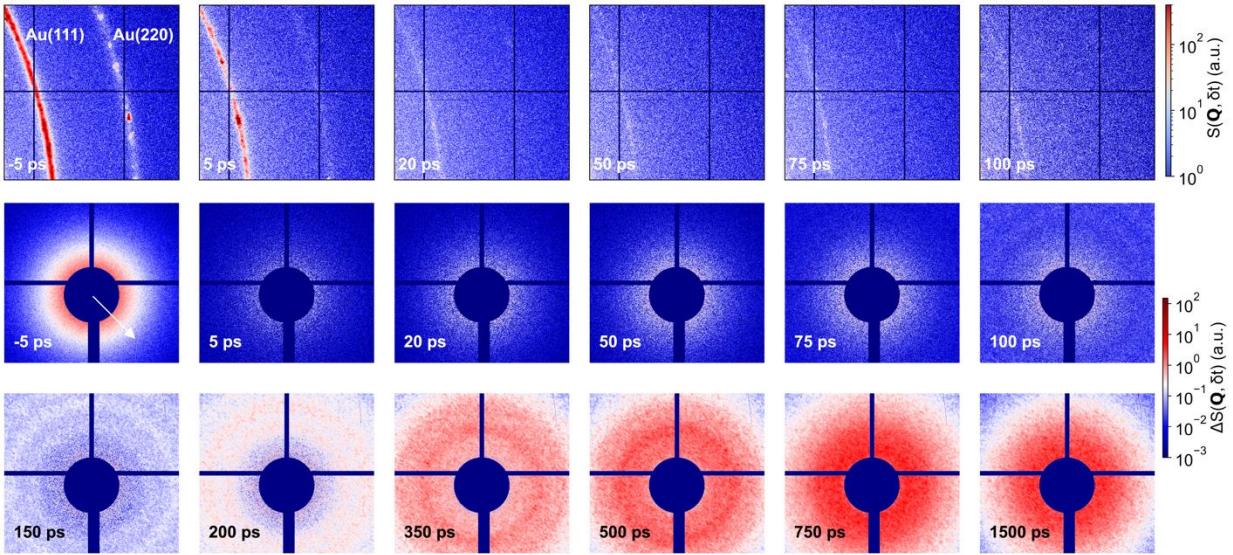 Au(111) Au(220)
-5 ps 5 ps 20 ps 50 ps 75 ps 100 ps
10² 10¹ 10⁰
S(Q, δt) (a.u.)
-5 ps 5 ps 20 ps 50 ps 75 ps 100 ps
10² 10¹ 10⁰ 10⁻¹ 10⁻² 10⁻³
ΔS(Q, δt) (a.u.)
150 ps 200 ps 350 ps 500 ps 750 ps 1500 ps